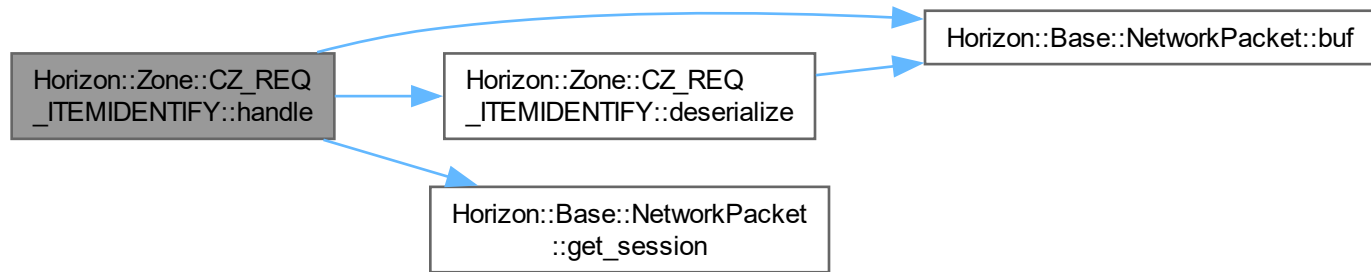 Horizon::Zone::CZ_REQ
_ITEMIDENTIFY::handle
Horizon::Zone::CZ_REQ
_ITEMIDENTIFY::deserialize
Horizon::Base::NetworkPacket::buf
Horizon::Base::NetworkPacket
::get_session